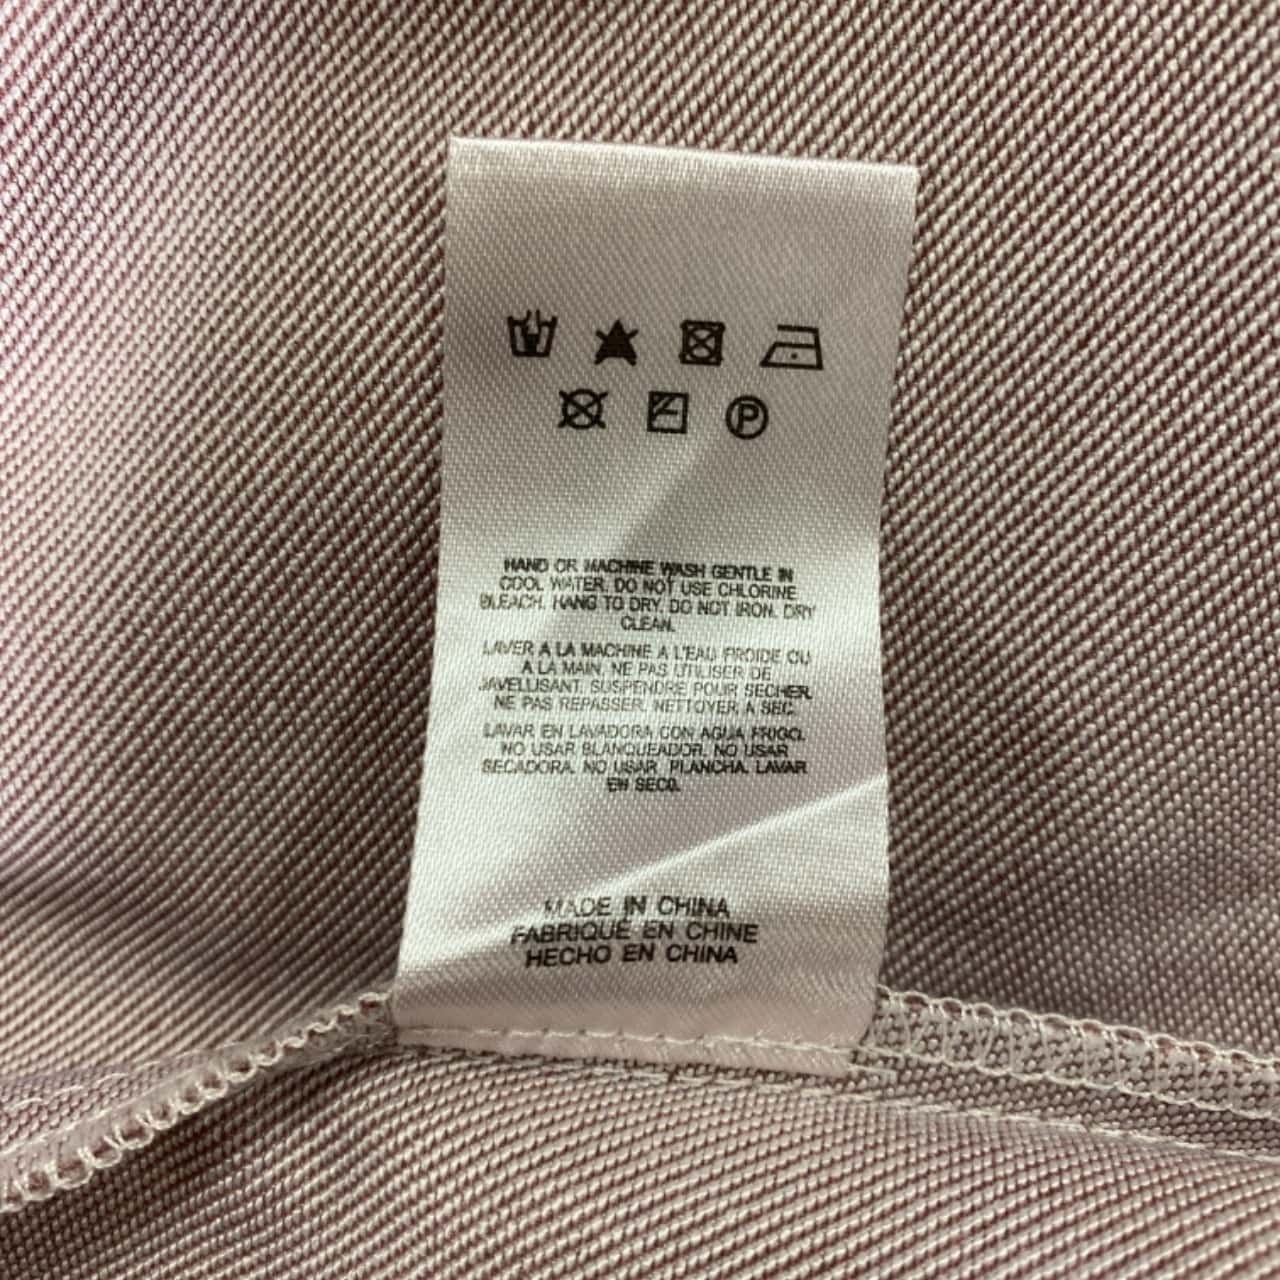 P
HAND OR MACHINE WASH GENTLE IN
COOL WATER. DO NOT USE CHLORINE
BLEACH. HANG TO DRY. DO NOT IRON. DRY
CLEAN.
LAVER A LA MACHINE A L'EAU FROIDE OU
A LA MAIN. NE PAS UTILISER DE
JAVELLISANT. SUSPENDRE POUR SECHER.
NE PAS REPASSER. NETTOYER A SEC.
LAVAR EN LAVADORA CON AGUA FRIGO.
NO USAR BLANQUEADOR. NO USAR
SECADORA. NO USAR PLANCHA. LAVAR
EN SECO.
MADE IN CHINA
FABRIQUÉ EN CHINE
HECHO EN CHINA